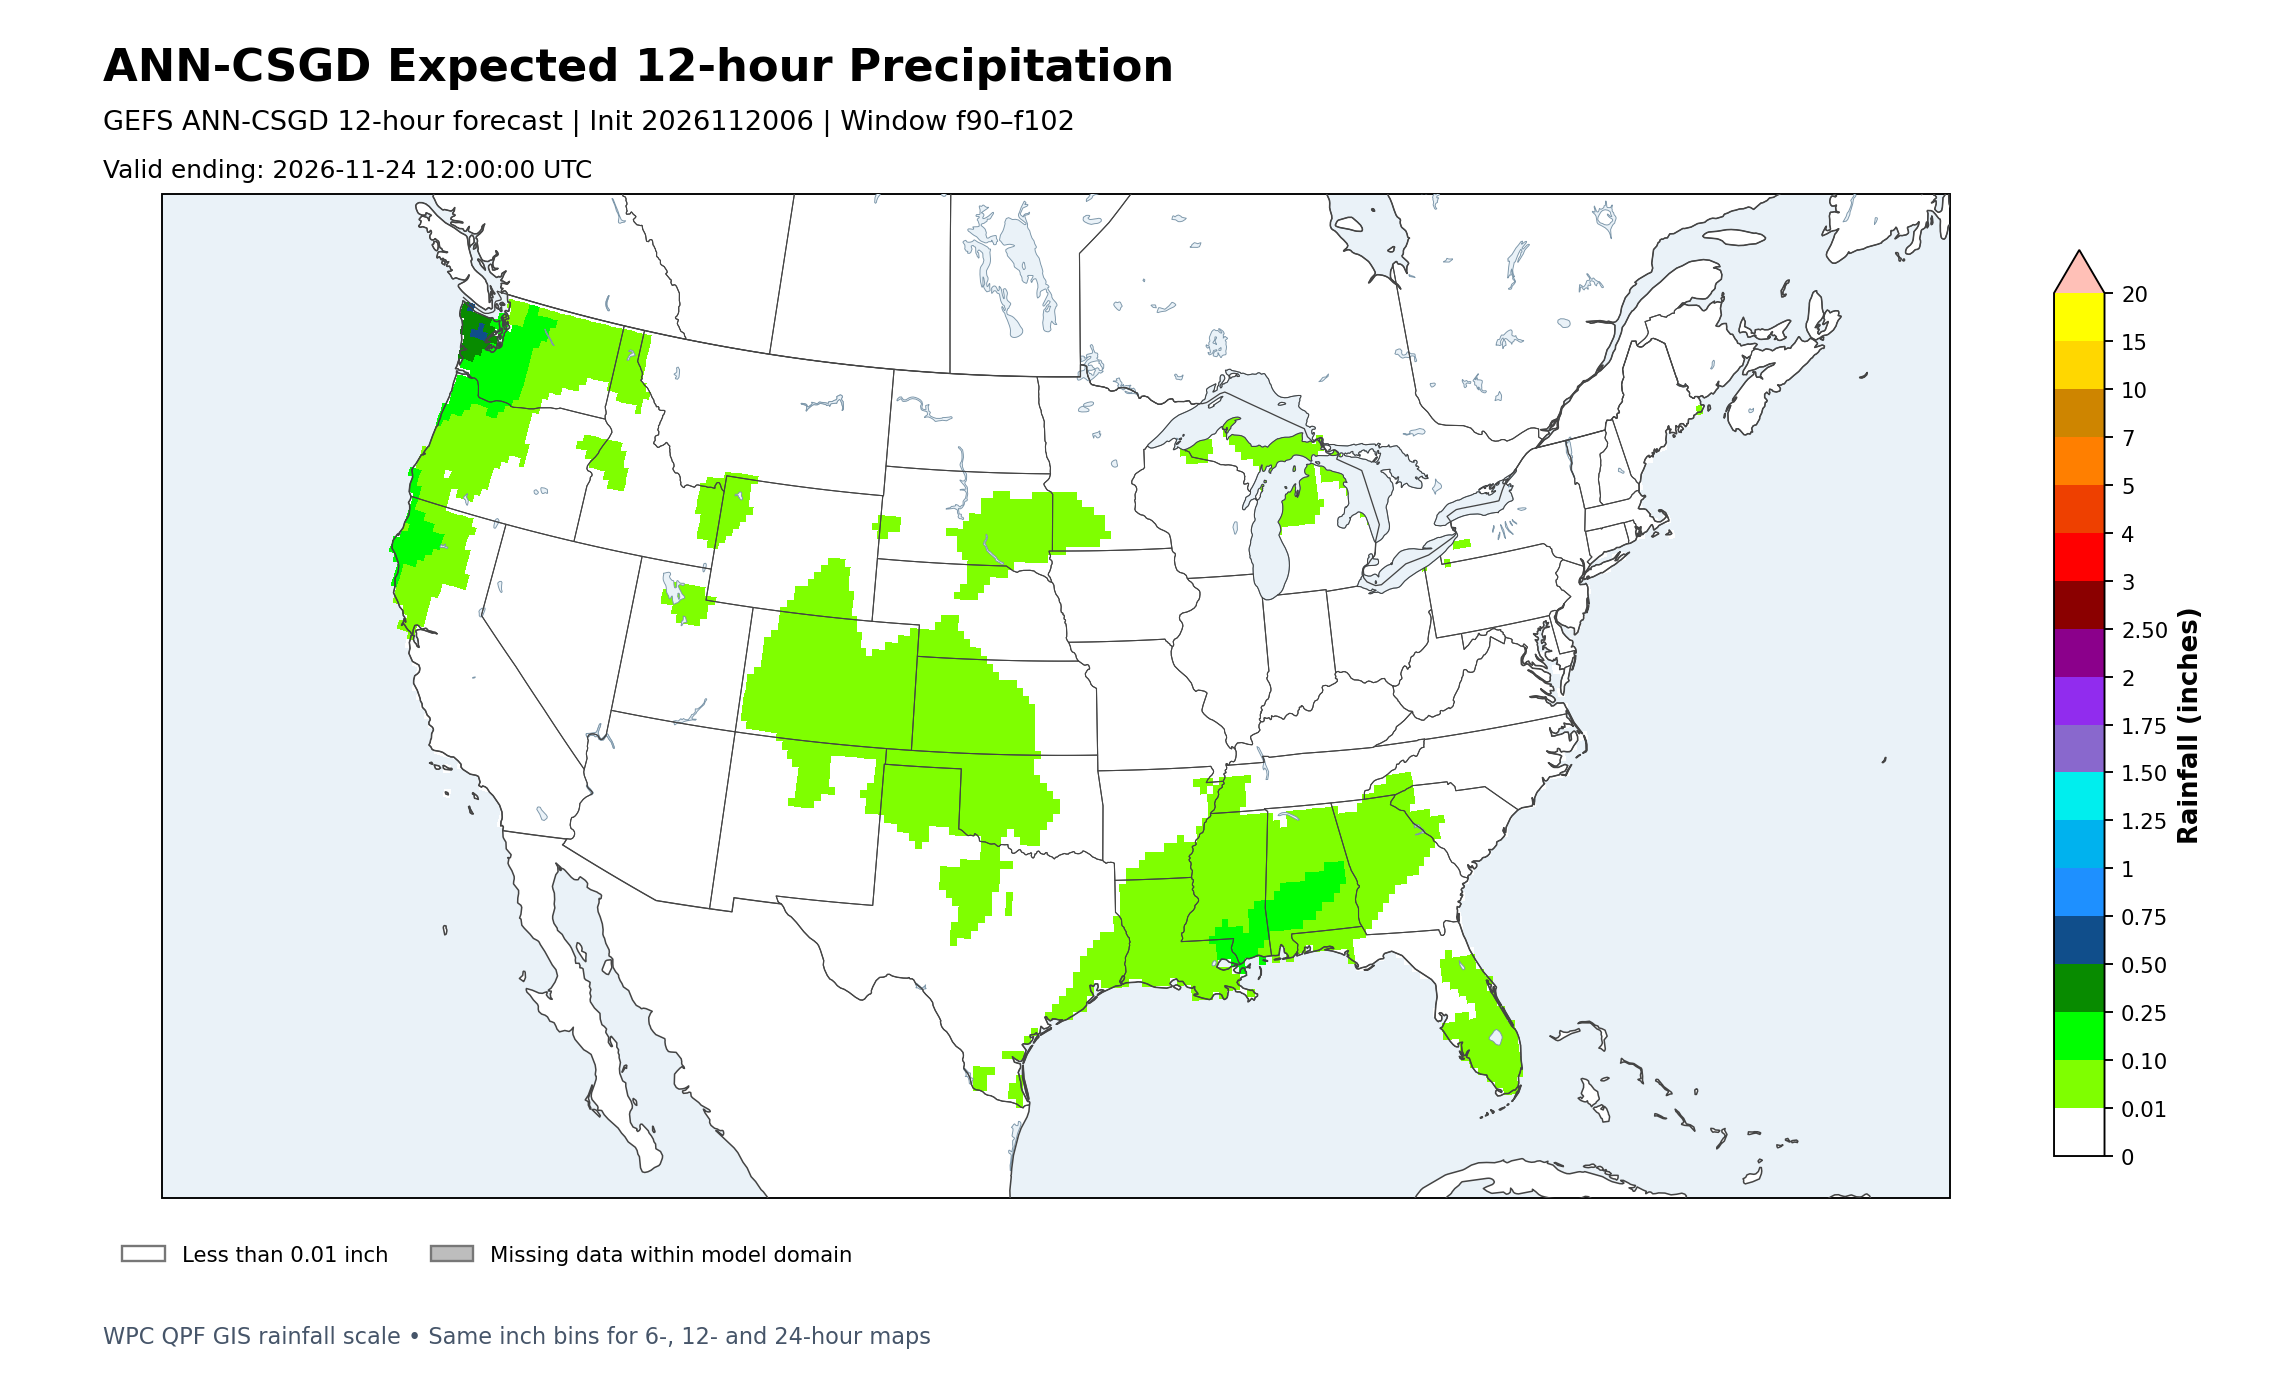 ANN-CSGD Expected 12-hour Precipitation
GEFS ANN-CSGD 12-hour forecast | Init 2026112006 | Window f90–f102
Valid ending: 2026-11-24 12:00:00 UTC
20
15
10
7
5
4
3
2.50
2
1.75
1.50
1.25
1
0.75
0.50
0.25
0.10
0.01
0
Rainfall (inches)
Less than 0.01 inch
Missing data within model domain
WPC QPF GIS rainfall scale • Same inch bins for 6-, 12- and 24-hour maps